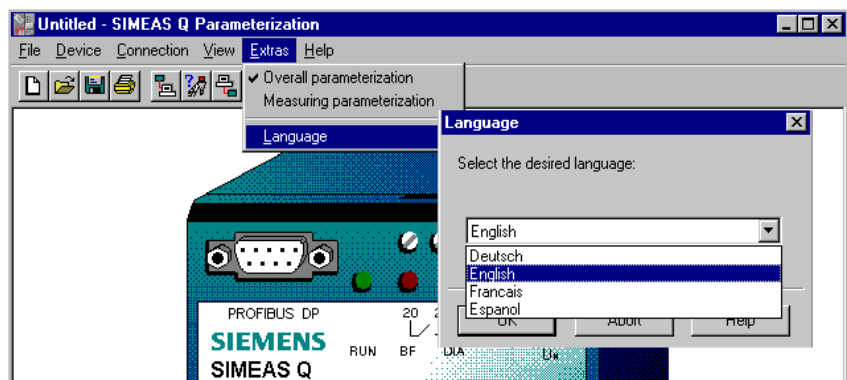 Untitled - SIMEAS Q Parameterization
File Device Connection View Extras Help
Overall parameterization
Measuring parameterization
Language
Language
Select the desired language:
English
Deutsch
English
Francais
Espanol
OK Abort Help
PROFIBUS DP 20
SIEMENS
RUN BF DIA
SIMEAS Q